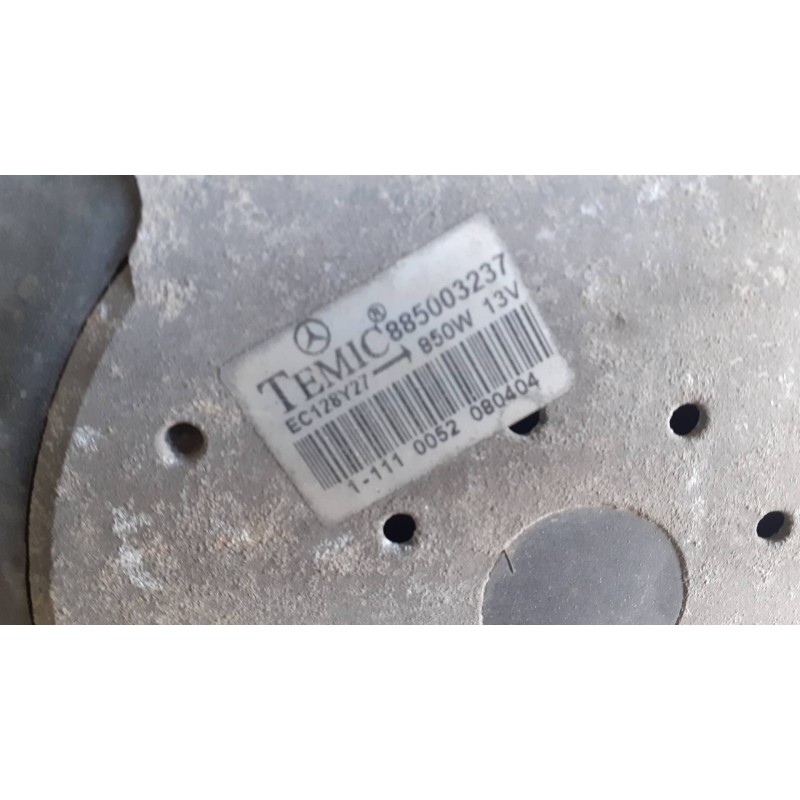 TEMIC® 885003237
EC128Y27 → 850W 13V
1-111 0052 080404